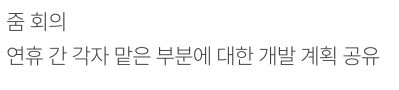 줌 회의
연휴 간 각자 맡은 부분에 대한 개발 계획 공유